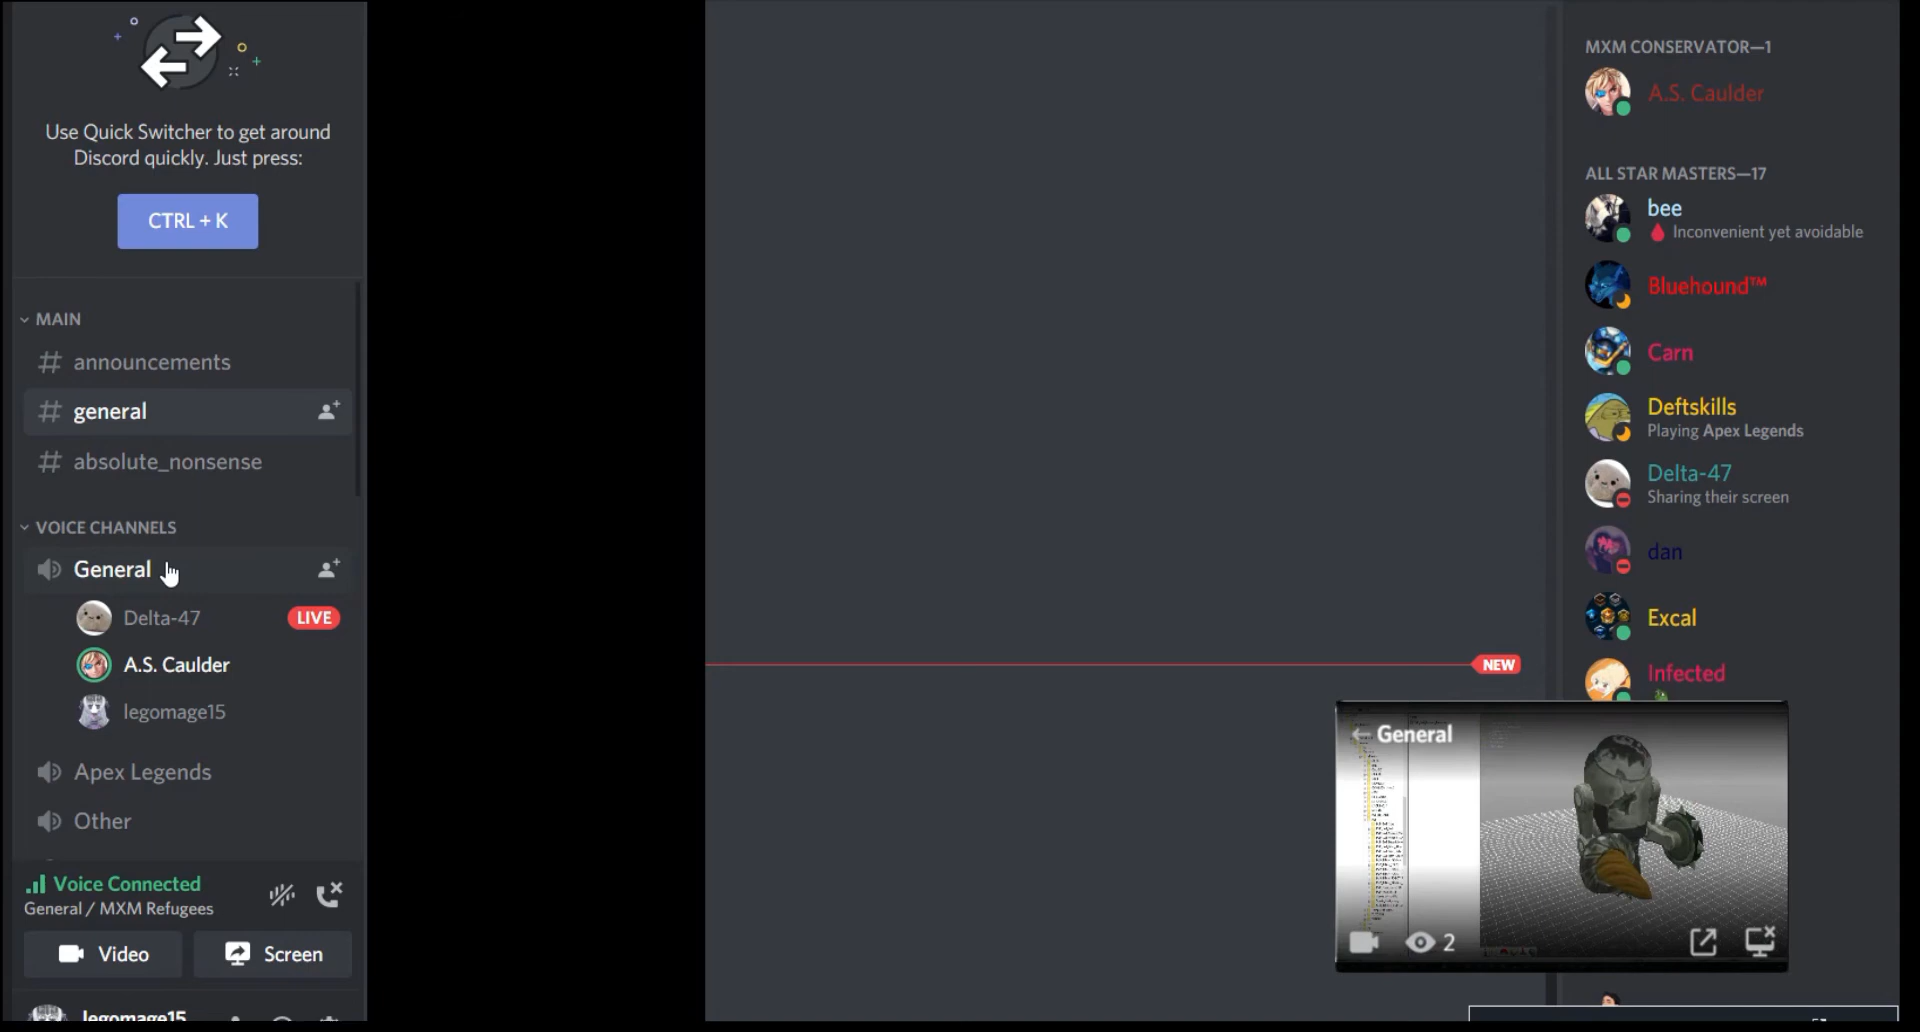 Use Quick Switcher to get around
Discord quickly. Just press:
CTRL + K
MAIN
announcements
general
absolute_nonsense
VOICE CHANNELS
General
Delta-47
LIVE
A.S. Caulder
legomage15
Apex Legends
Other
Voice Connected
General / MXM Refugees
Video
Screen
legomage15
NEW
General
2
MXM CONSERVATOR—1
A.S. Caulder
ALL STAR MASTERS—17
bee
Inconvenient yet avoidable
Bluehound™
Carn
Deftskills
Playing Apex Legends
Delta-47
Sharing their screen
dan
Excal
Infected